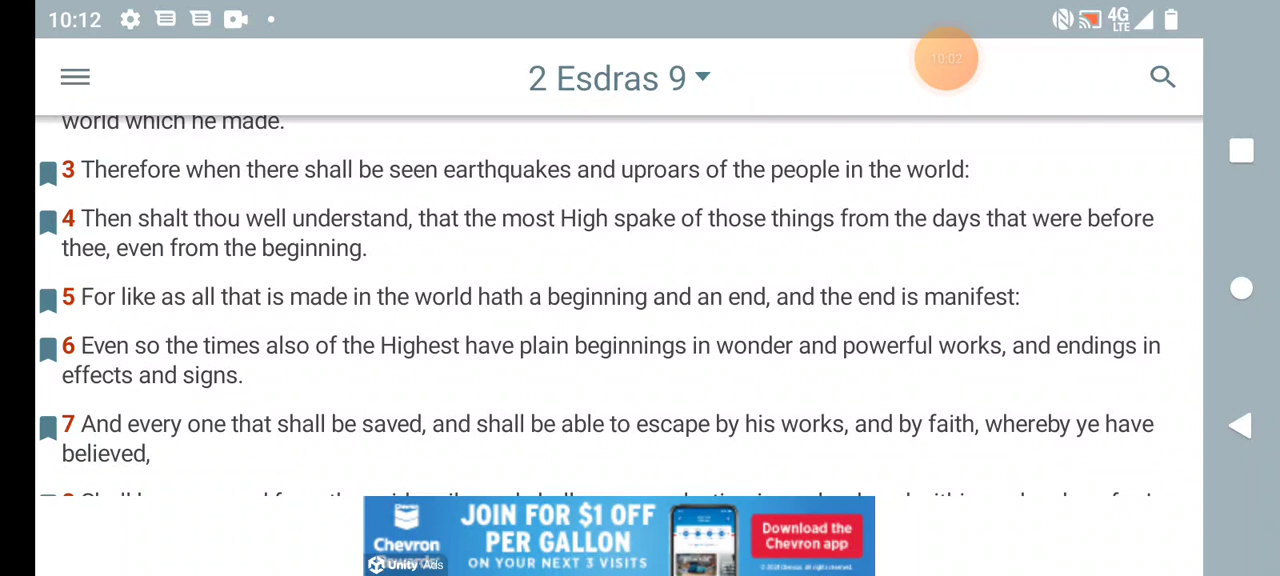 10:12
4G
LTE
2 Esdras 9
10:02
world which he made.
3 Therefore when there shall be seen earthquakes and uproars of the people in the world:
4 Then shalt thou well understand, that the most High spake of those things from the days that were before
thee, even from the beginning.
5 For like as all that is made in the world hath a beginning and an end, and the end is manifest:
6 Even so the times also of the Highest have plain beginnings in wonder and powerful works, and endings in
effects and signs.
7 And every one that shall be saved, and shall be able to escape by his works, and by faith, whereby ye have
believed,
JOIN FOR $1 OFF
PER GALLON
ON YOUR NEXT 3 VISITS
Chevron
Unity Ads
Download the
Chevron app